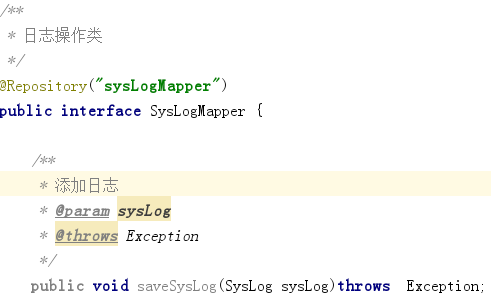 /**
* 日志操作类
*/
@Repository("sysLogMapper")
public interface SysLogMapper {
/**
* 添加日志
* @param sysLog
* @throws Exception
*/
public void saveSysLog(SysLog sysLog)throws  Exception;